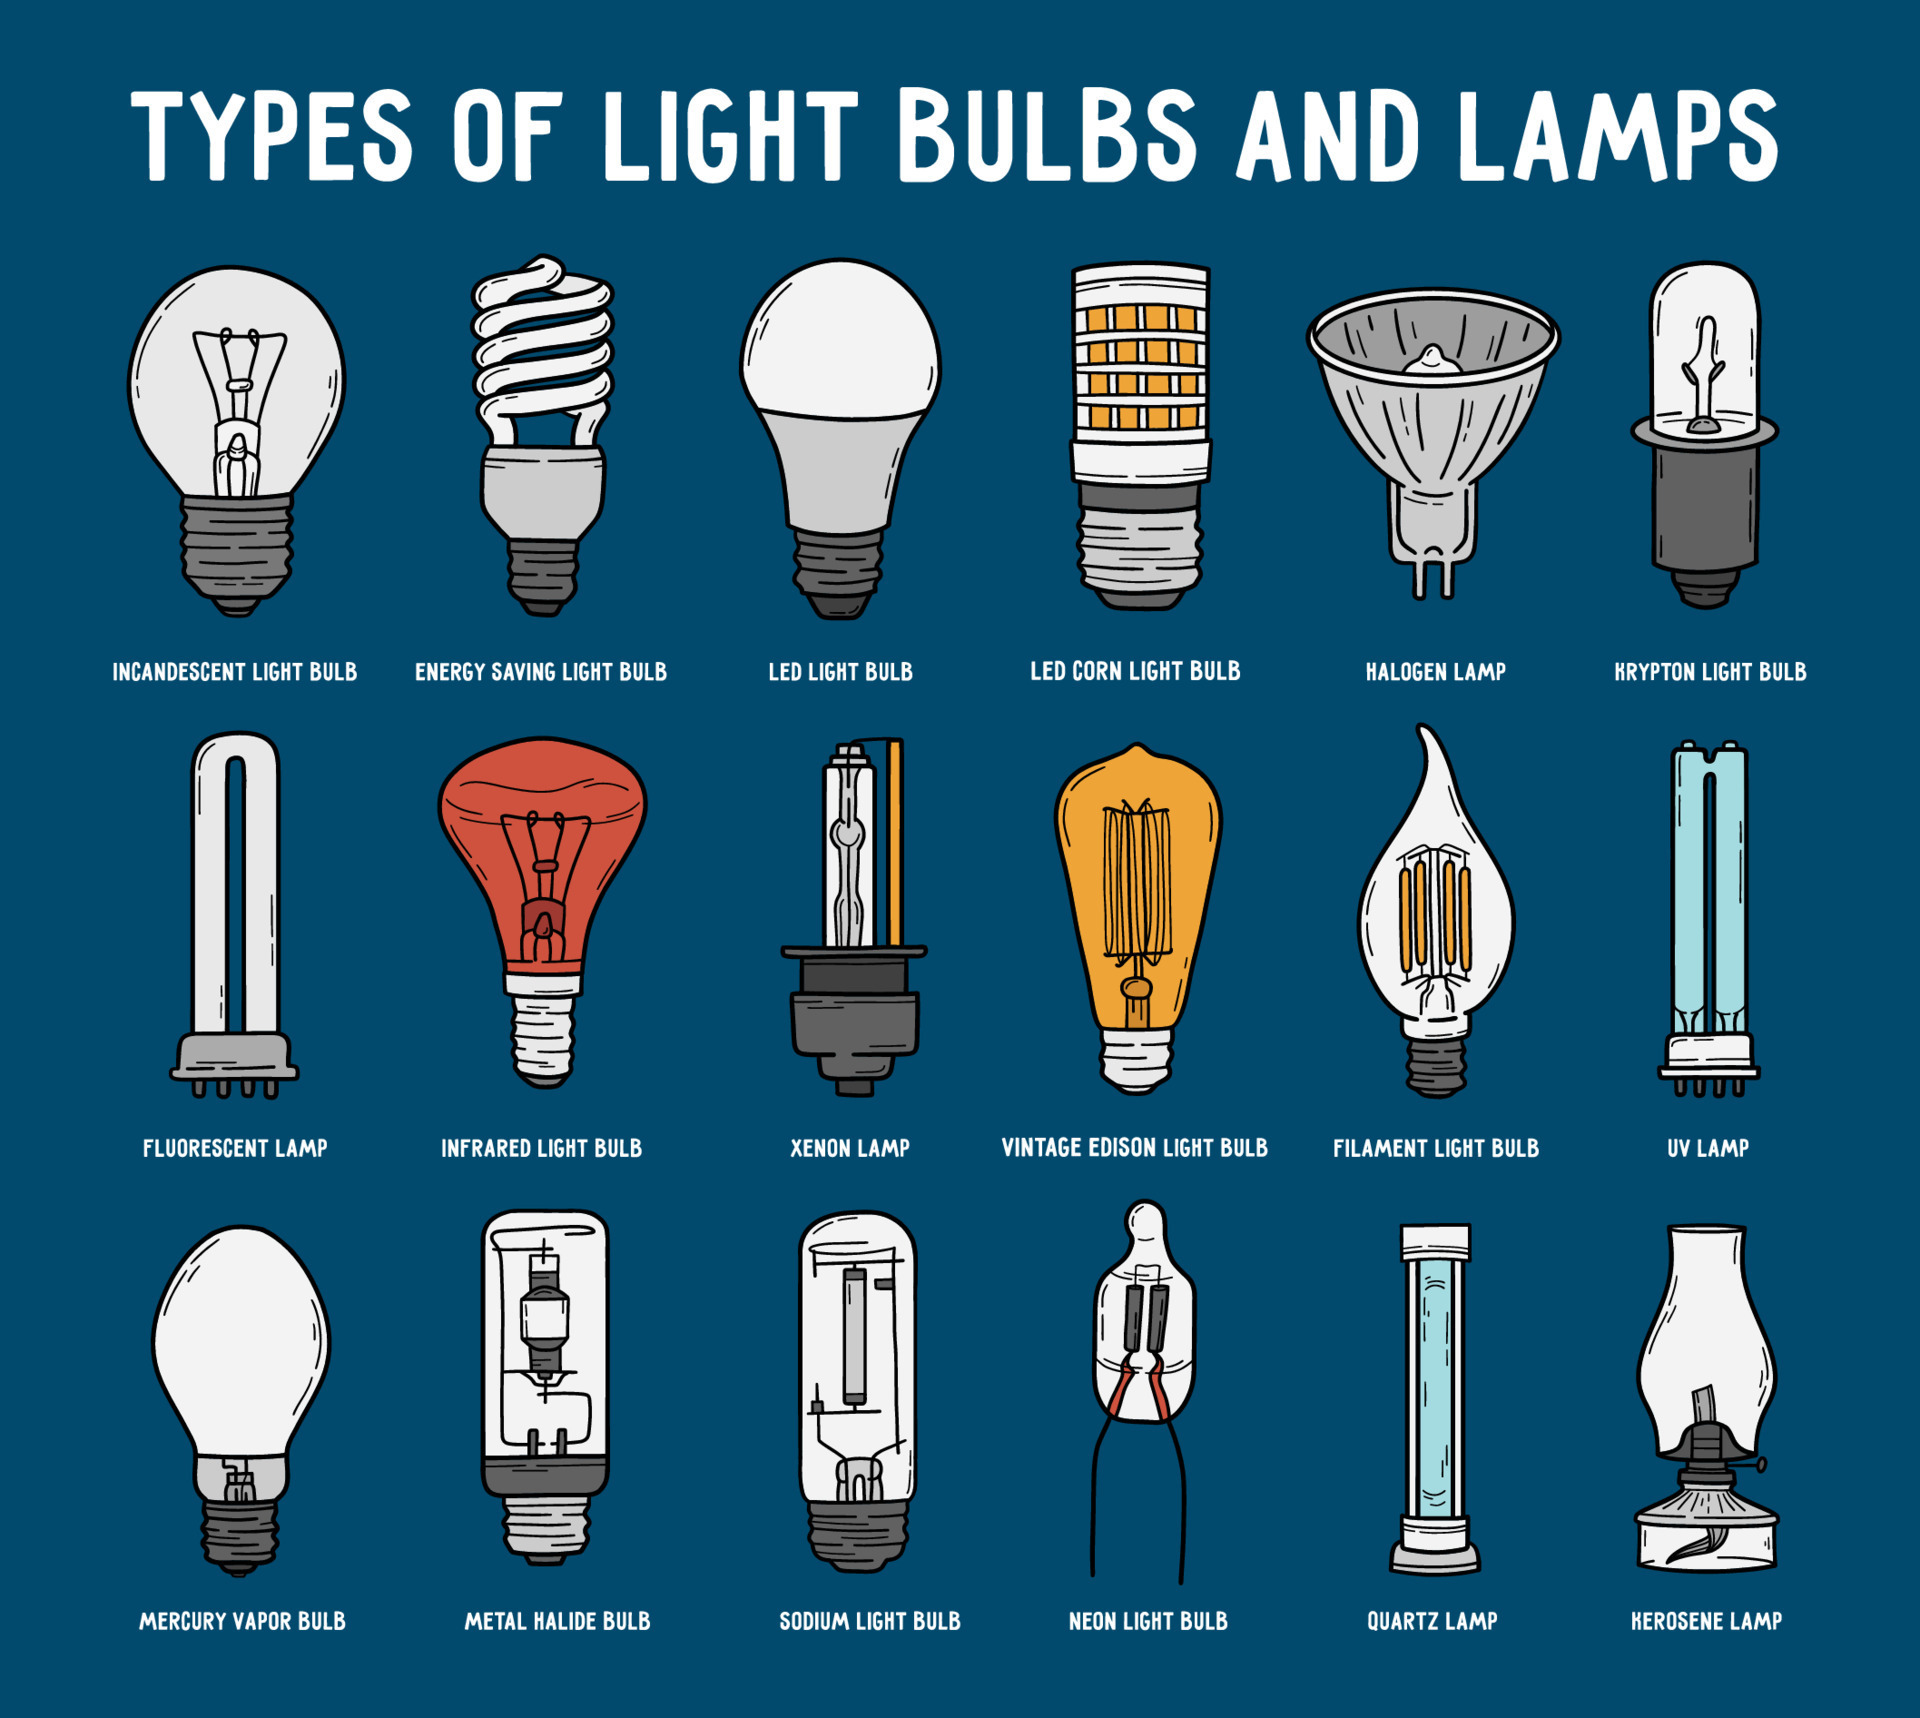 TYPES OF LIGHT BULBS AND LAMPS
INCANDESCENT LIGHT BULB
ENERGY SAVING LIGHT BULB
LED LIGHT BULB
LED CORN LIGHT BULB
HALOGEN LAMP
KRYPTON LIGHT BULB
FLUORESCENT LAMP
INFRARED LIGHT BULB
XENON LAMP
VINTAGE EDISON LIGHT BULB
FILAMENT LIGHT BULB
UV LAMP
MERCURY VAPOR BULB
METAL HALIDE BULB
SODIUM LIGHT BULB
NEON LIGHT BULB
QUARTZ LAMP
KEROSENE LAMP